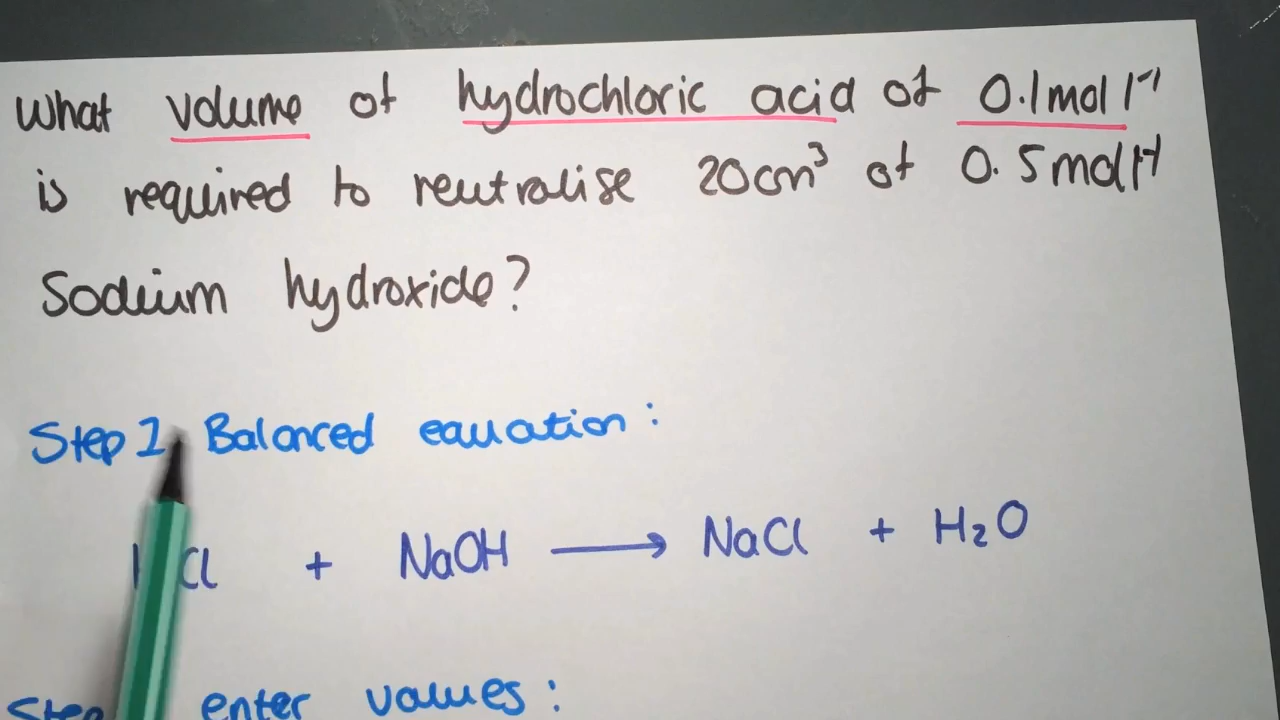 What volume of hydrochloric acid of 0.1mol l⁻¹
is required to neutralise 20cm³ of 0.5mol l⁻¹
Sodium hydroxide?
Step 1 Balanced equation:
Cl + NaOH ⟶ NaCl + H₂O
Step enter values: